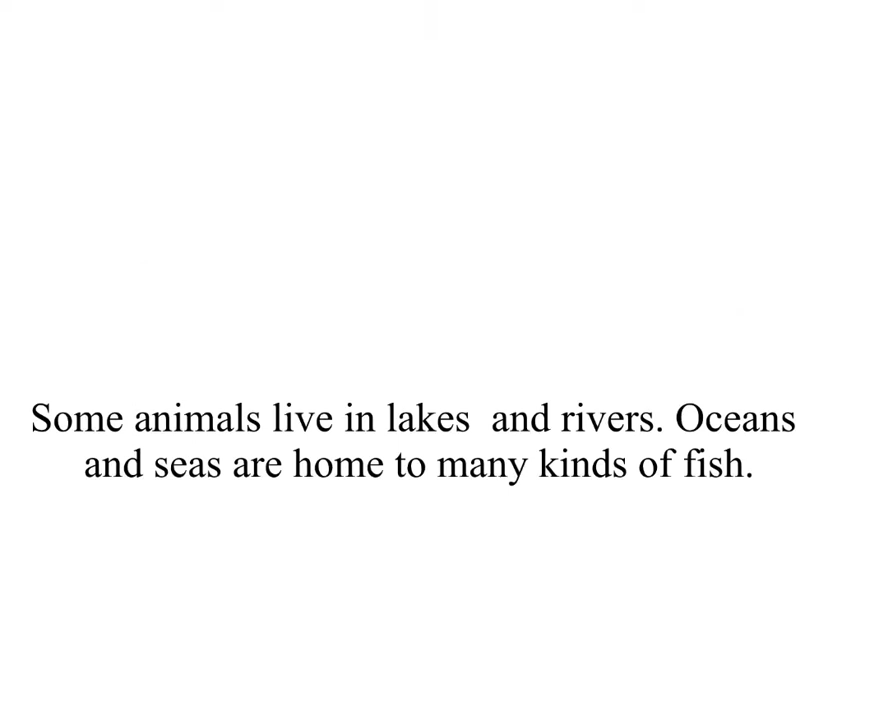 Some animals live in lakes  and rivers. Oceans
and seas are home to many kinds of fish.